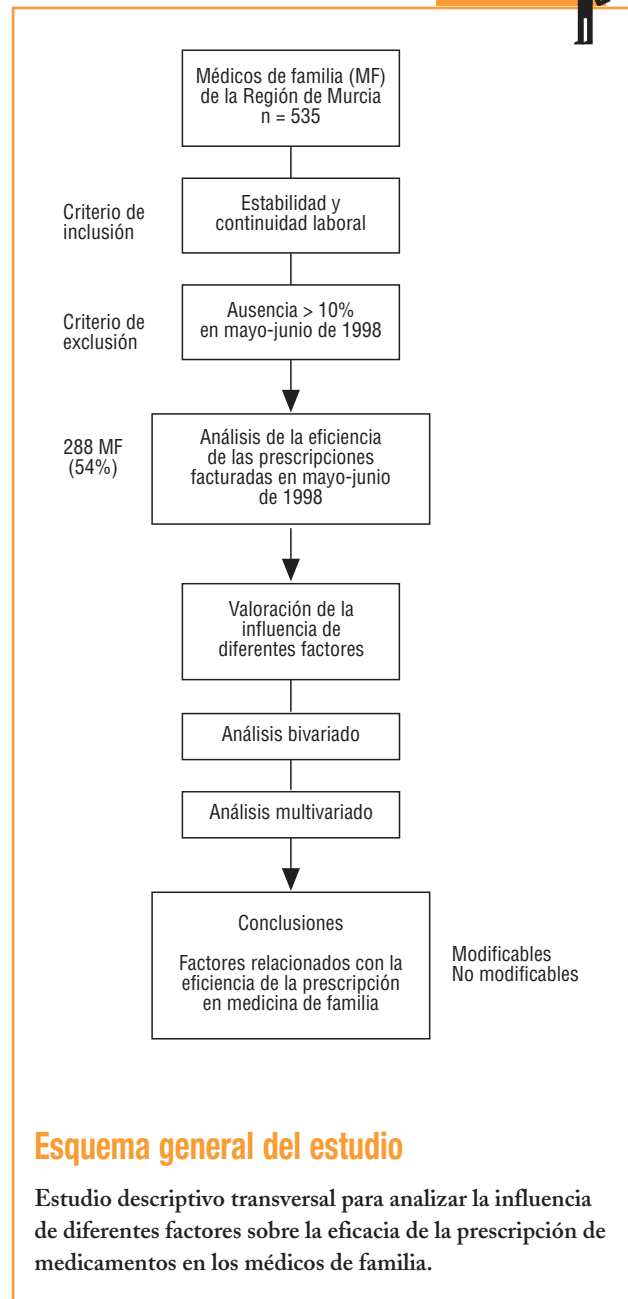 Médicos de familia (MF)
de la Región de Murcia
n = 535
Criterio de
inclusión
Estabilidad y
continuidad laboral
Criterio de
exclusión
Ausencia > 10%
en mayo-junio de 1998
288 MF
(54%)
Análisis de la eficiencia
de las prescripciones
facturadas en mayo-junio
de 1998
Valoración de la
influencia de
diferentes factores
Análisis bivariado
Análisis multivariado
Conclusiones
Factores relacionados con la
eficiencia de la prescripción
en medicina de familia
Modificables
No modificables
Esquema general del estudio
Estudio descriptivo transversal para analizar la influencia
de diferentes factores sobre la eficacia de la prescripción de
medicamentos en los médicos de familia.